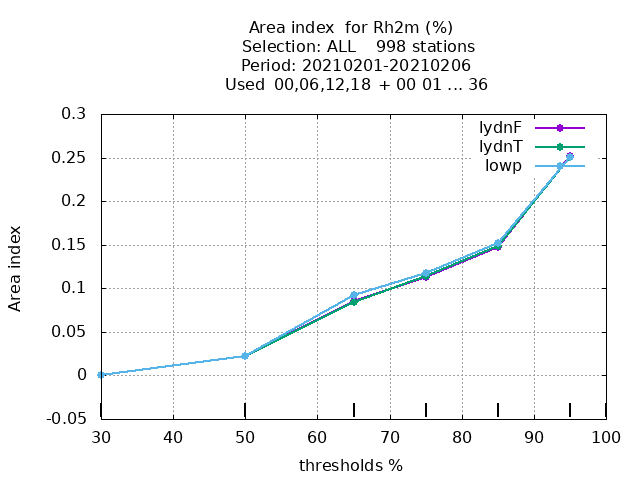 Area index  for Rh2m (%)
Selection: ALL    998 stations
Period: 20210201-20210206
Used  00,06,12,18  + 00 01 ... 36
lydnF
lydnT
lowp
0.3
0.25
0.2
0.15
0.1
0.05
0
-0.05
Area index
30 40 50 60 70 80 90 100
thresholds %